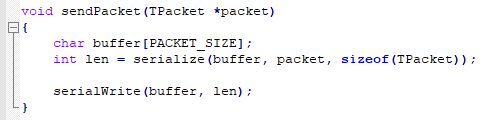 void sendPacket(TPacket *packet)
{
    char buffer[PACKET_SIZE];
    int len = serialize(buffer, packet, sizeof(TPacket));

    serialWrite(buffer, len);
}